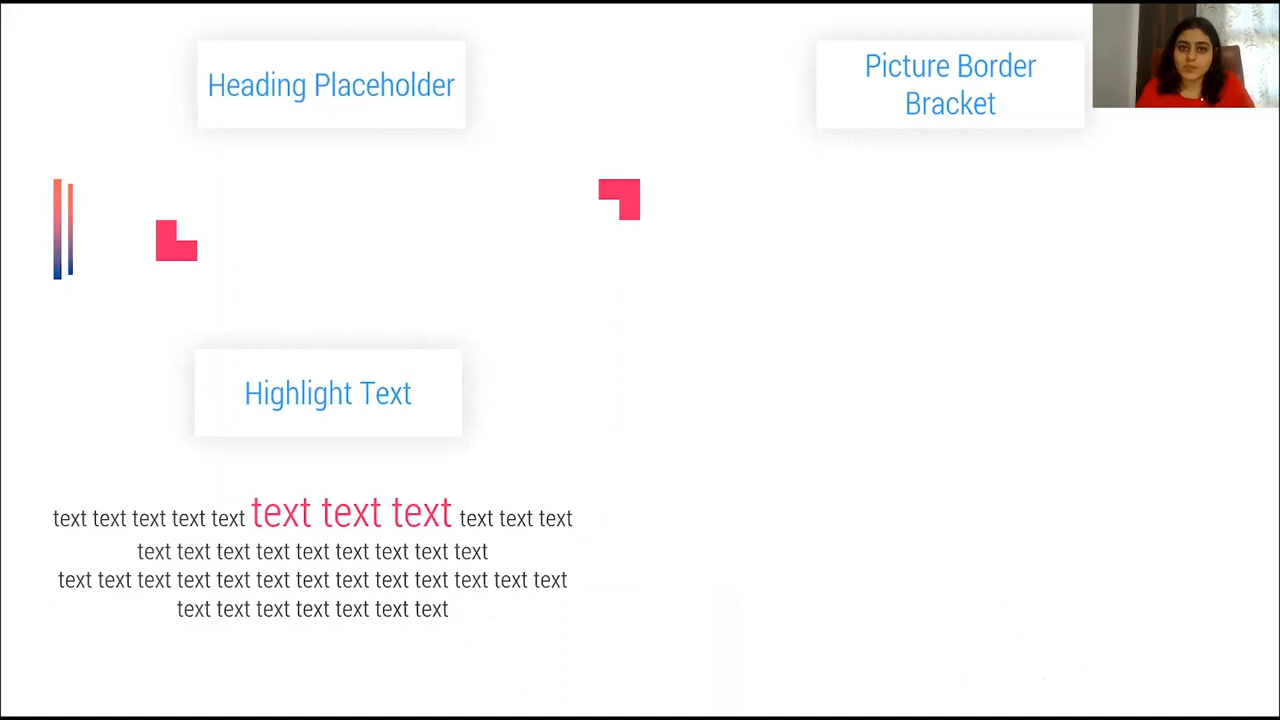 Heading Placeholder
Picture Border
Bracket
Highlight Text
text text text text text text text text text text text
text text text text text text text text text
text text text text text text text text text text text text text
text text text text text text text